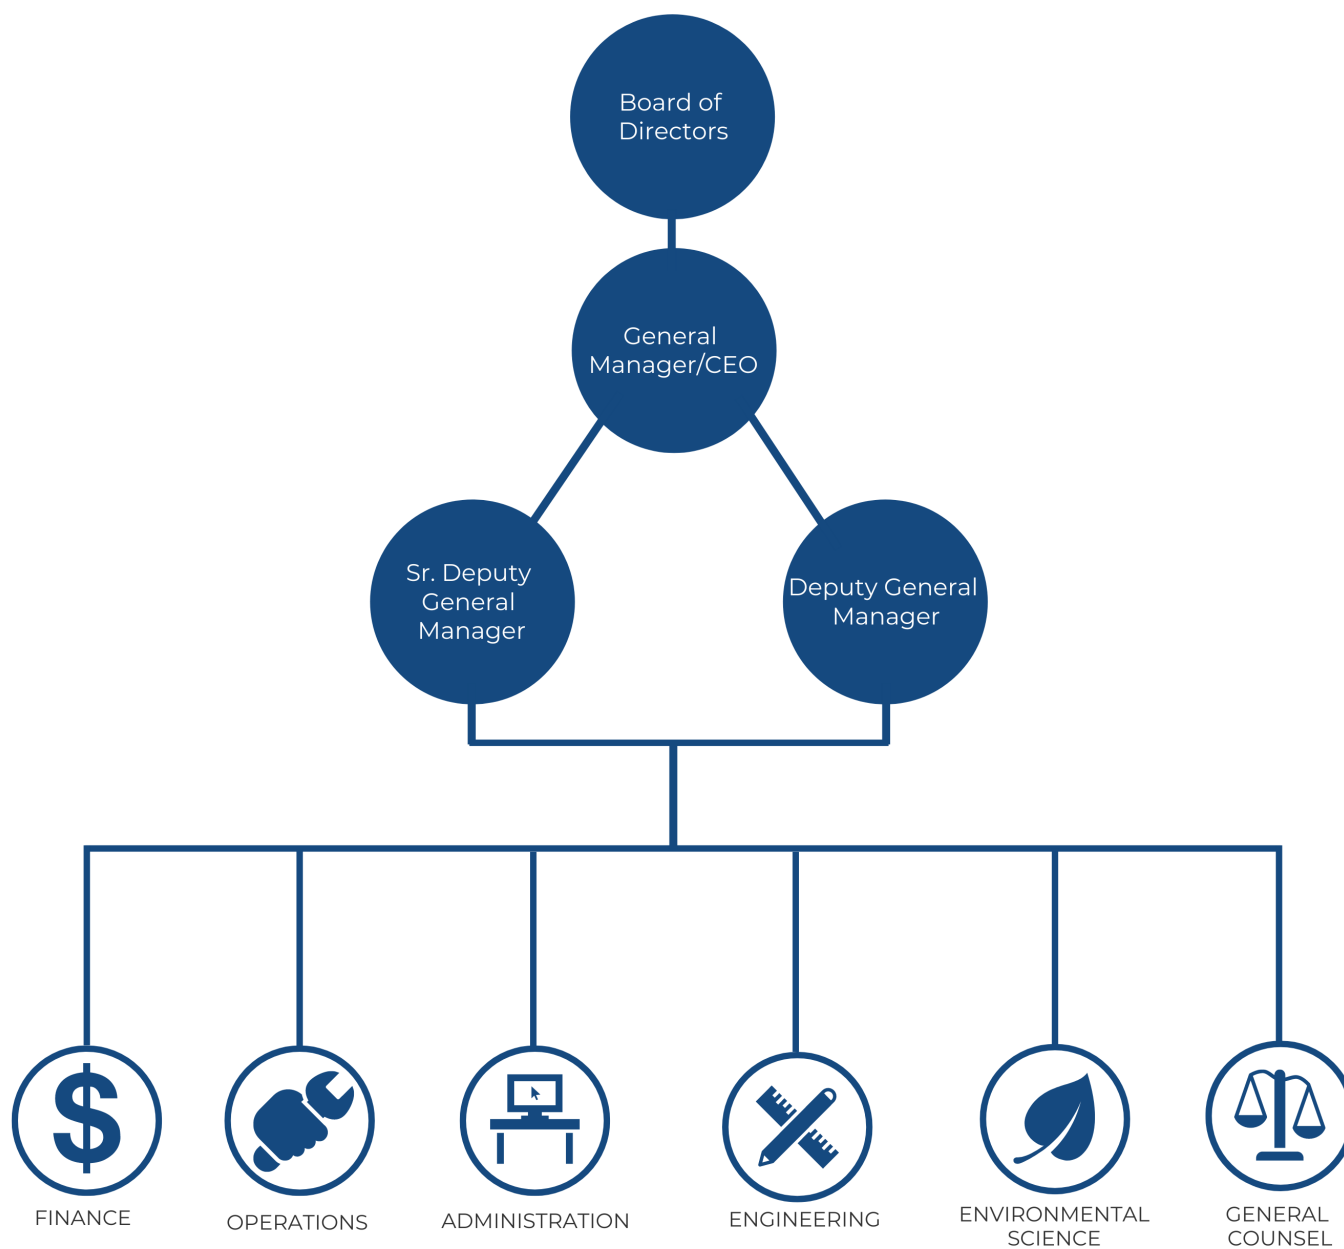 Board of
Directors
General
Manager/CEO
Sr. Deputy
General
Manager
Deputy General
Manager
$
FINANCE
OPERATIONS
ADMINISTRATION
ENGINEERING
ENVIRONMENTAL
SCIENCE
GENERAL
COUNSEL